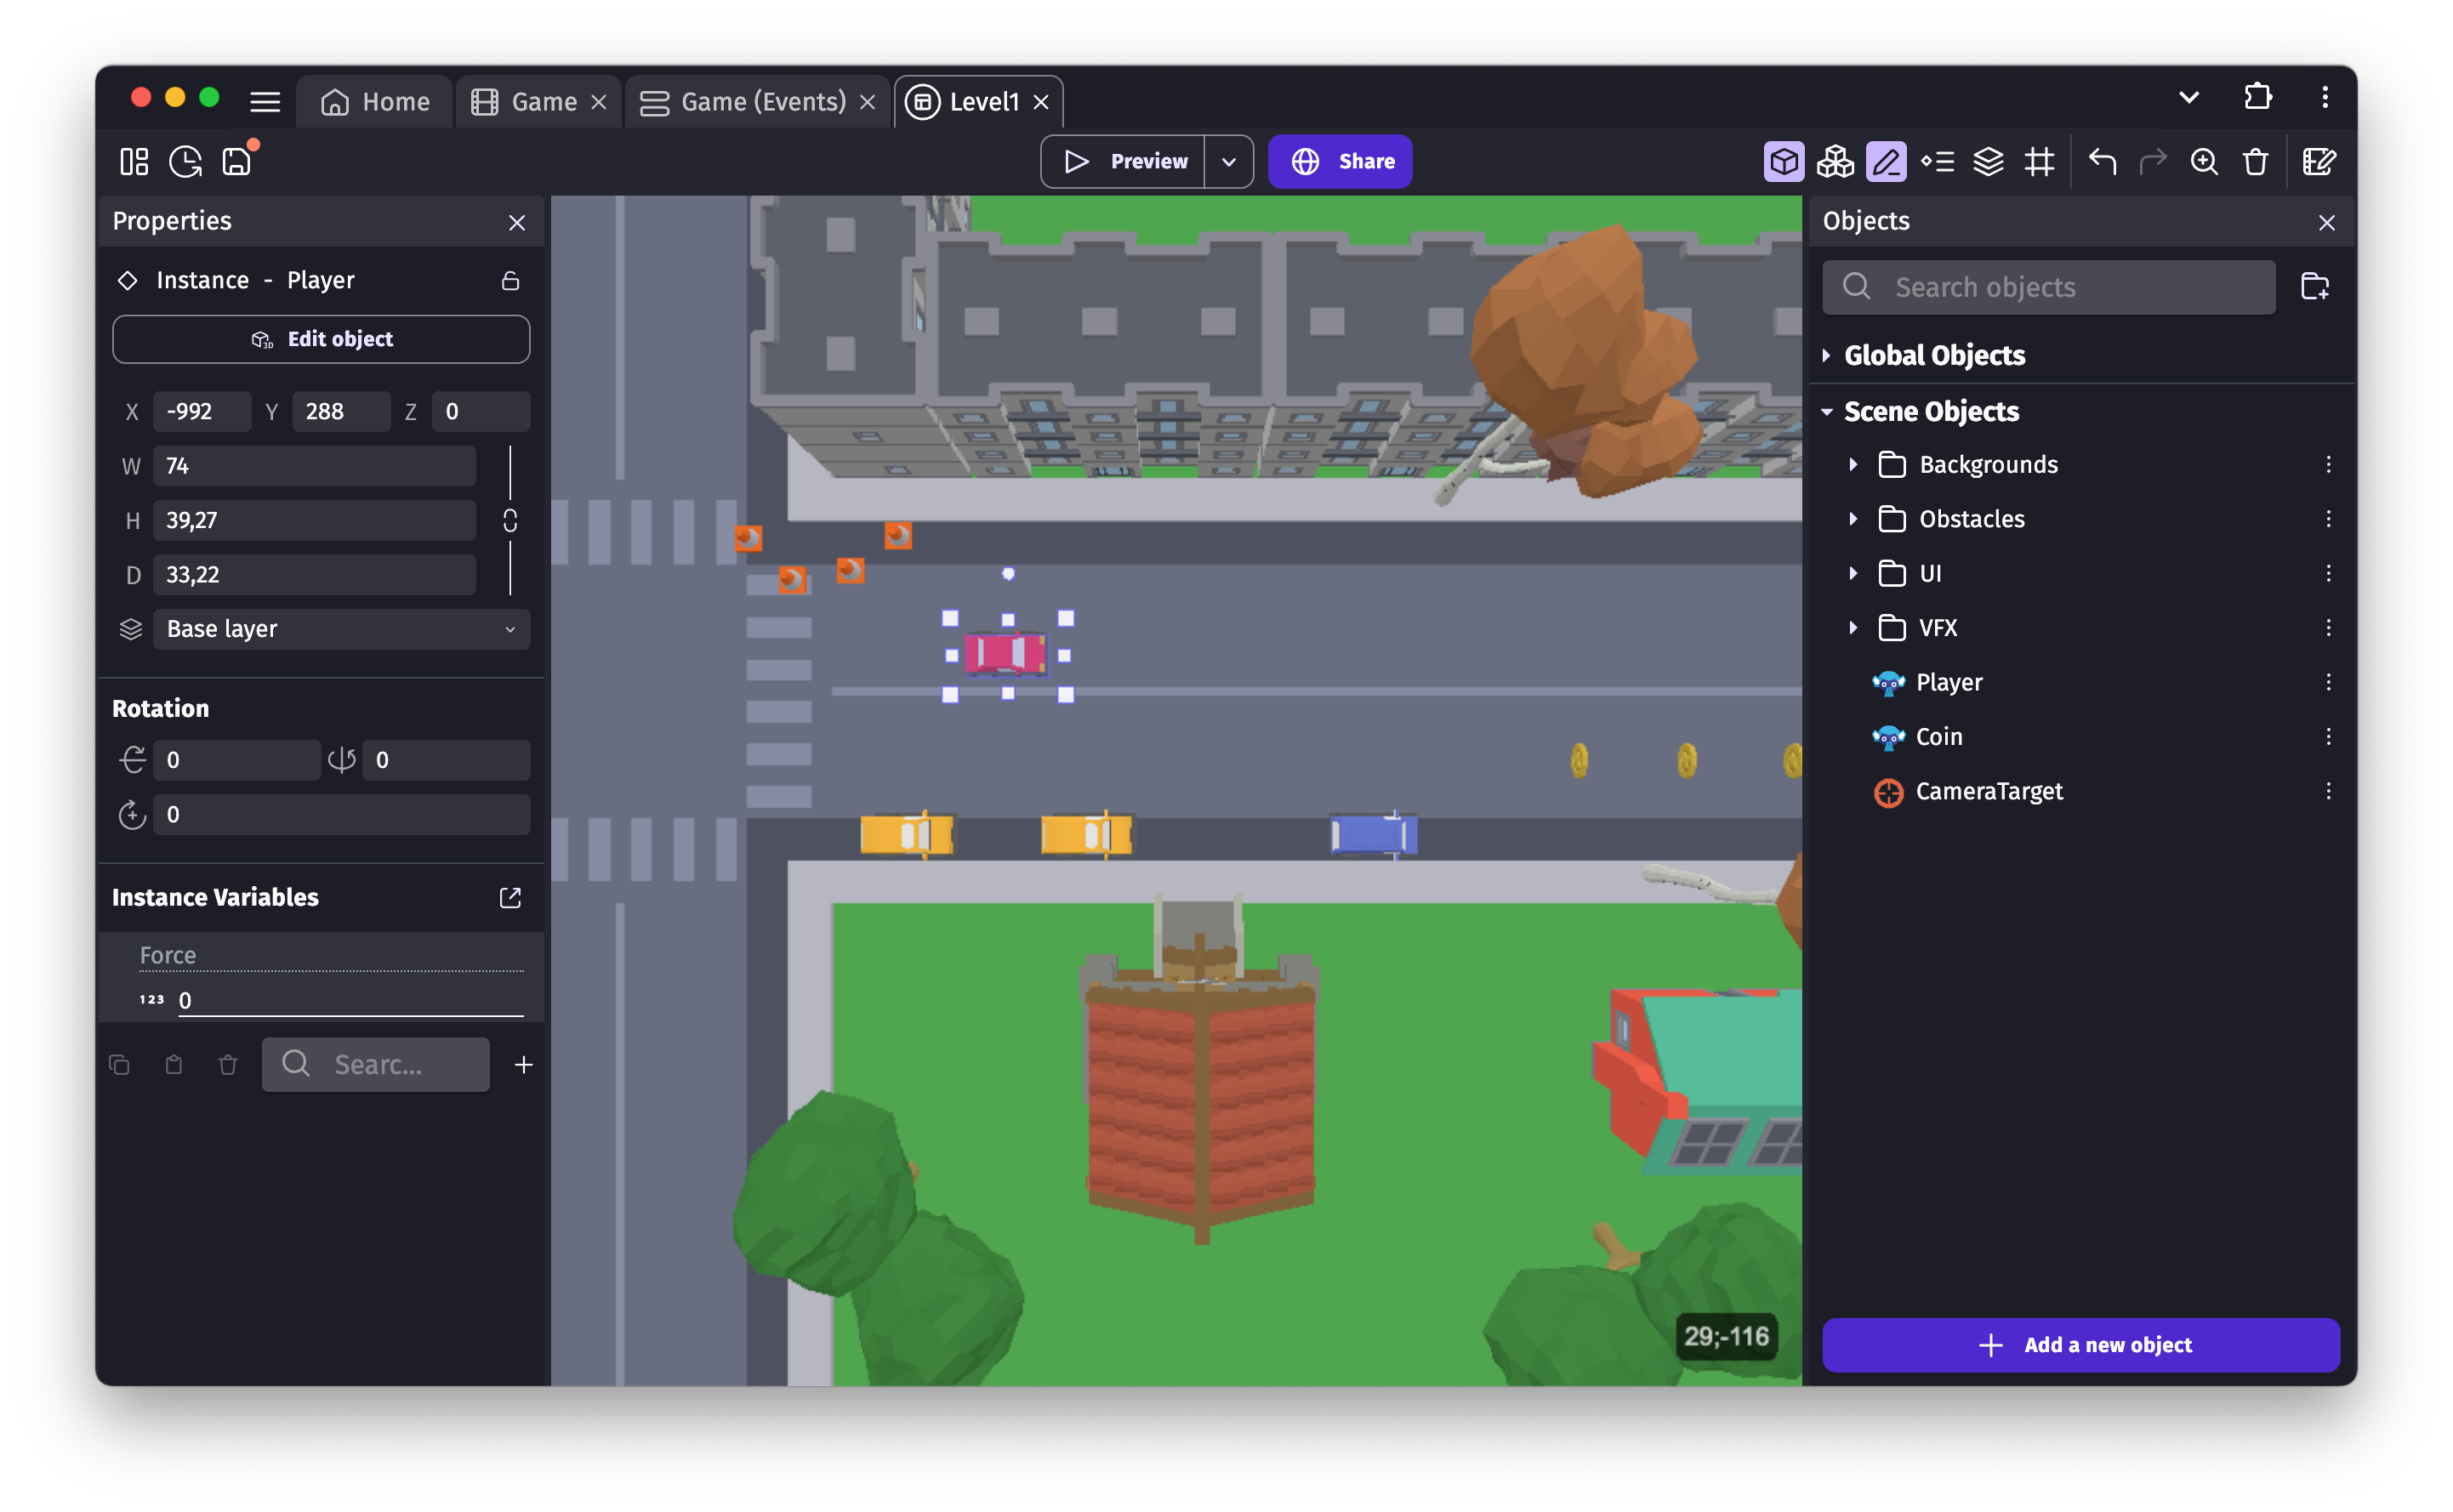 Home
Game
Game (Events)
Level1
Preview
Share
Properties
Instance - Player
Edit object
3D
X -992 Y 288 Z 0
W 74
H 39,27
D 33,22
Base layer
Rotation
0 0
0
Instance Variables
Force
123 0
Searc...
29;-116
Objects
Search objects
Global Objects
Scene Objects
Backgrounds
Obstacles
UI
VFX
Player
Coin
CameraTarget
Add a new object